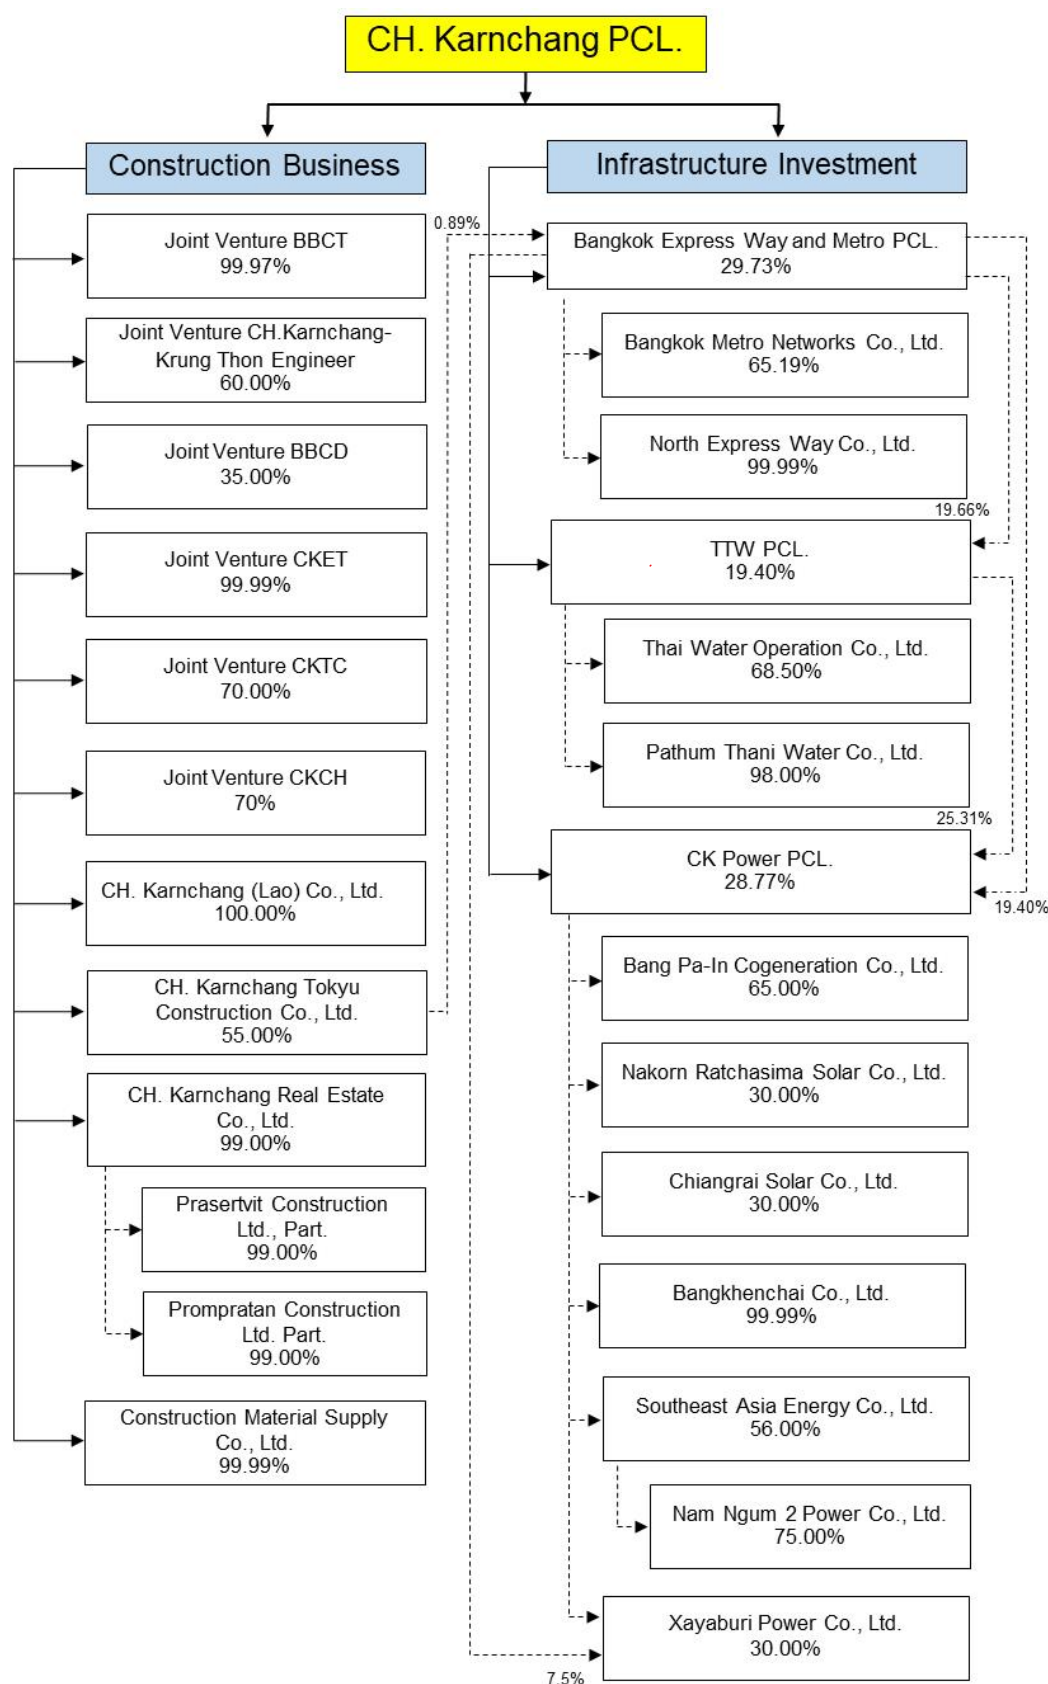 CH. Karnchang PCL.
Construction Business
Joint Venture BBCT
99.97%
Joint Venture CH.Karnchang-
Krung Thon Engineer
60.00%
Joint Venture BBCD
35.00%
Joint Venture CKET
99.99%
Joint Venture CKTC
70.00%
Joint Venture CKCH
70%
CH. Karnchang (Lao) Co., Ltd.
100.00%
CH. Karnchang Tokyu
Construction Co., Ltd.
55.00%
CH. Karnchang Real Estate
Co., Ltd.
99.00%
Prasertvit Construction
Ltd., Part.
99.00%
Prompratan Construction
Ltd. Part.
99.00%
Construction Material Supply
Co., Ltd.
99.99%
Infrastructure Investment
0.89%
Bangkok Express Way and Metro PCL.
29.73%
Bangkok Metro Networks Co., Ltd.
65.19%
North Express Way Co., Ltd.
99.99%
19.66%
TTW PCL.
19.40%
Thai Water Operation Co., Ltd.
68.50%
Pathum Thani Water Co., Ltd.
98.00%
25.31%
CK Power PCL.
28.77%
19.40%
Bang Pa-In Cogeneration Co., Ltd.
65.00%
Nakorn Ratchasima Solar Co., Ltd.
30.00%
Chiangrai Solar Co., Ltd.
30.00%
Bangkhenchai Co., Ltd.
99.99%
Southeast Asia Energy Co., Ltd.
56.00%
Nam Ngum 2 Power Co., Ltd.
75.00%
Xayaburi Power Co., Ltd.
30.00%
7.5%